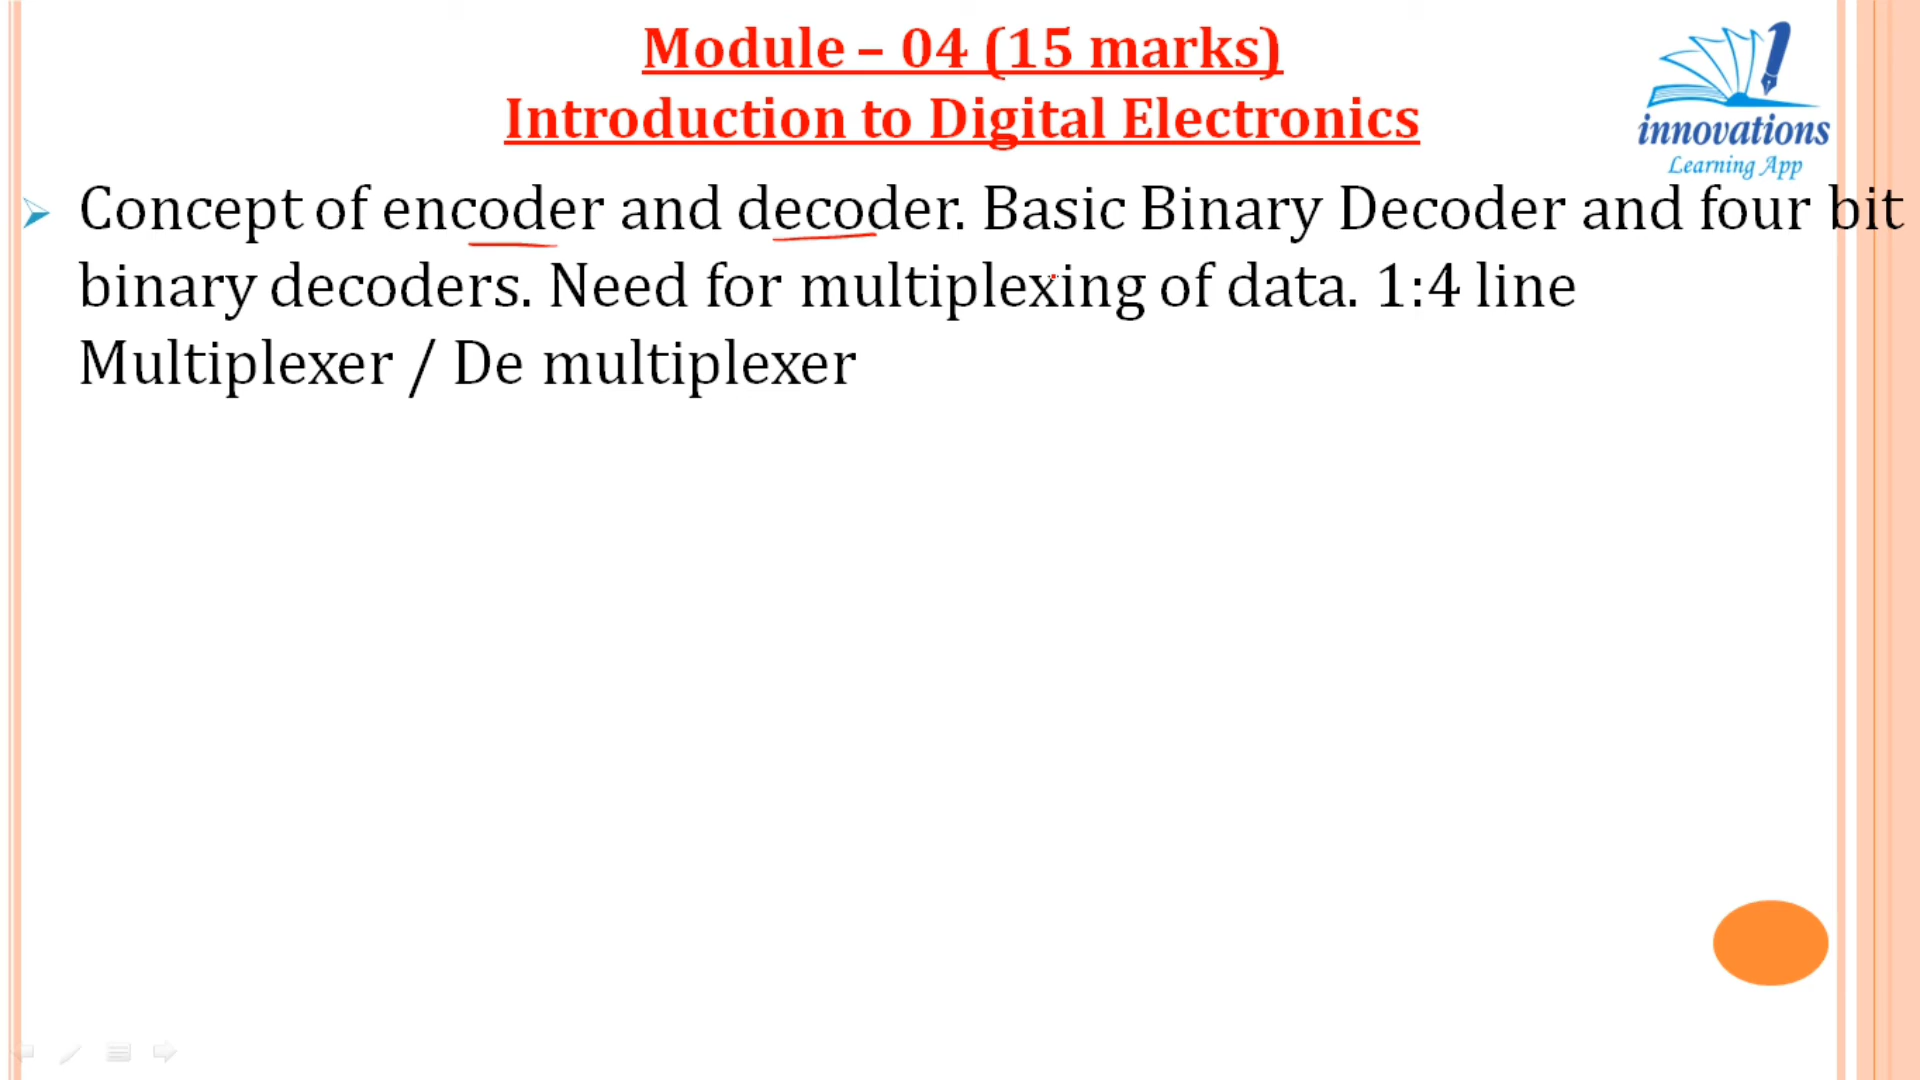 Module – 04 (15 marks)
Introduction to Digital Electronics
innovations
Learning App
Concept of encoder and decoder. Basic Binary Decoder and four bit
binary decoders. Need for multiplexing of data. 1:4 line
Multiplexer / De multiplexer